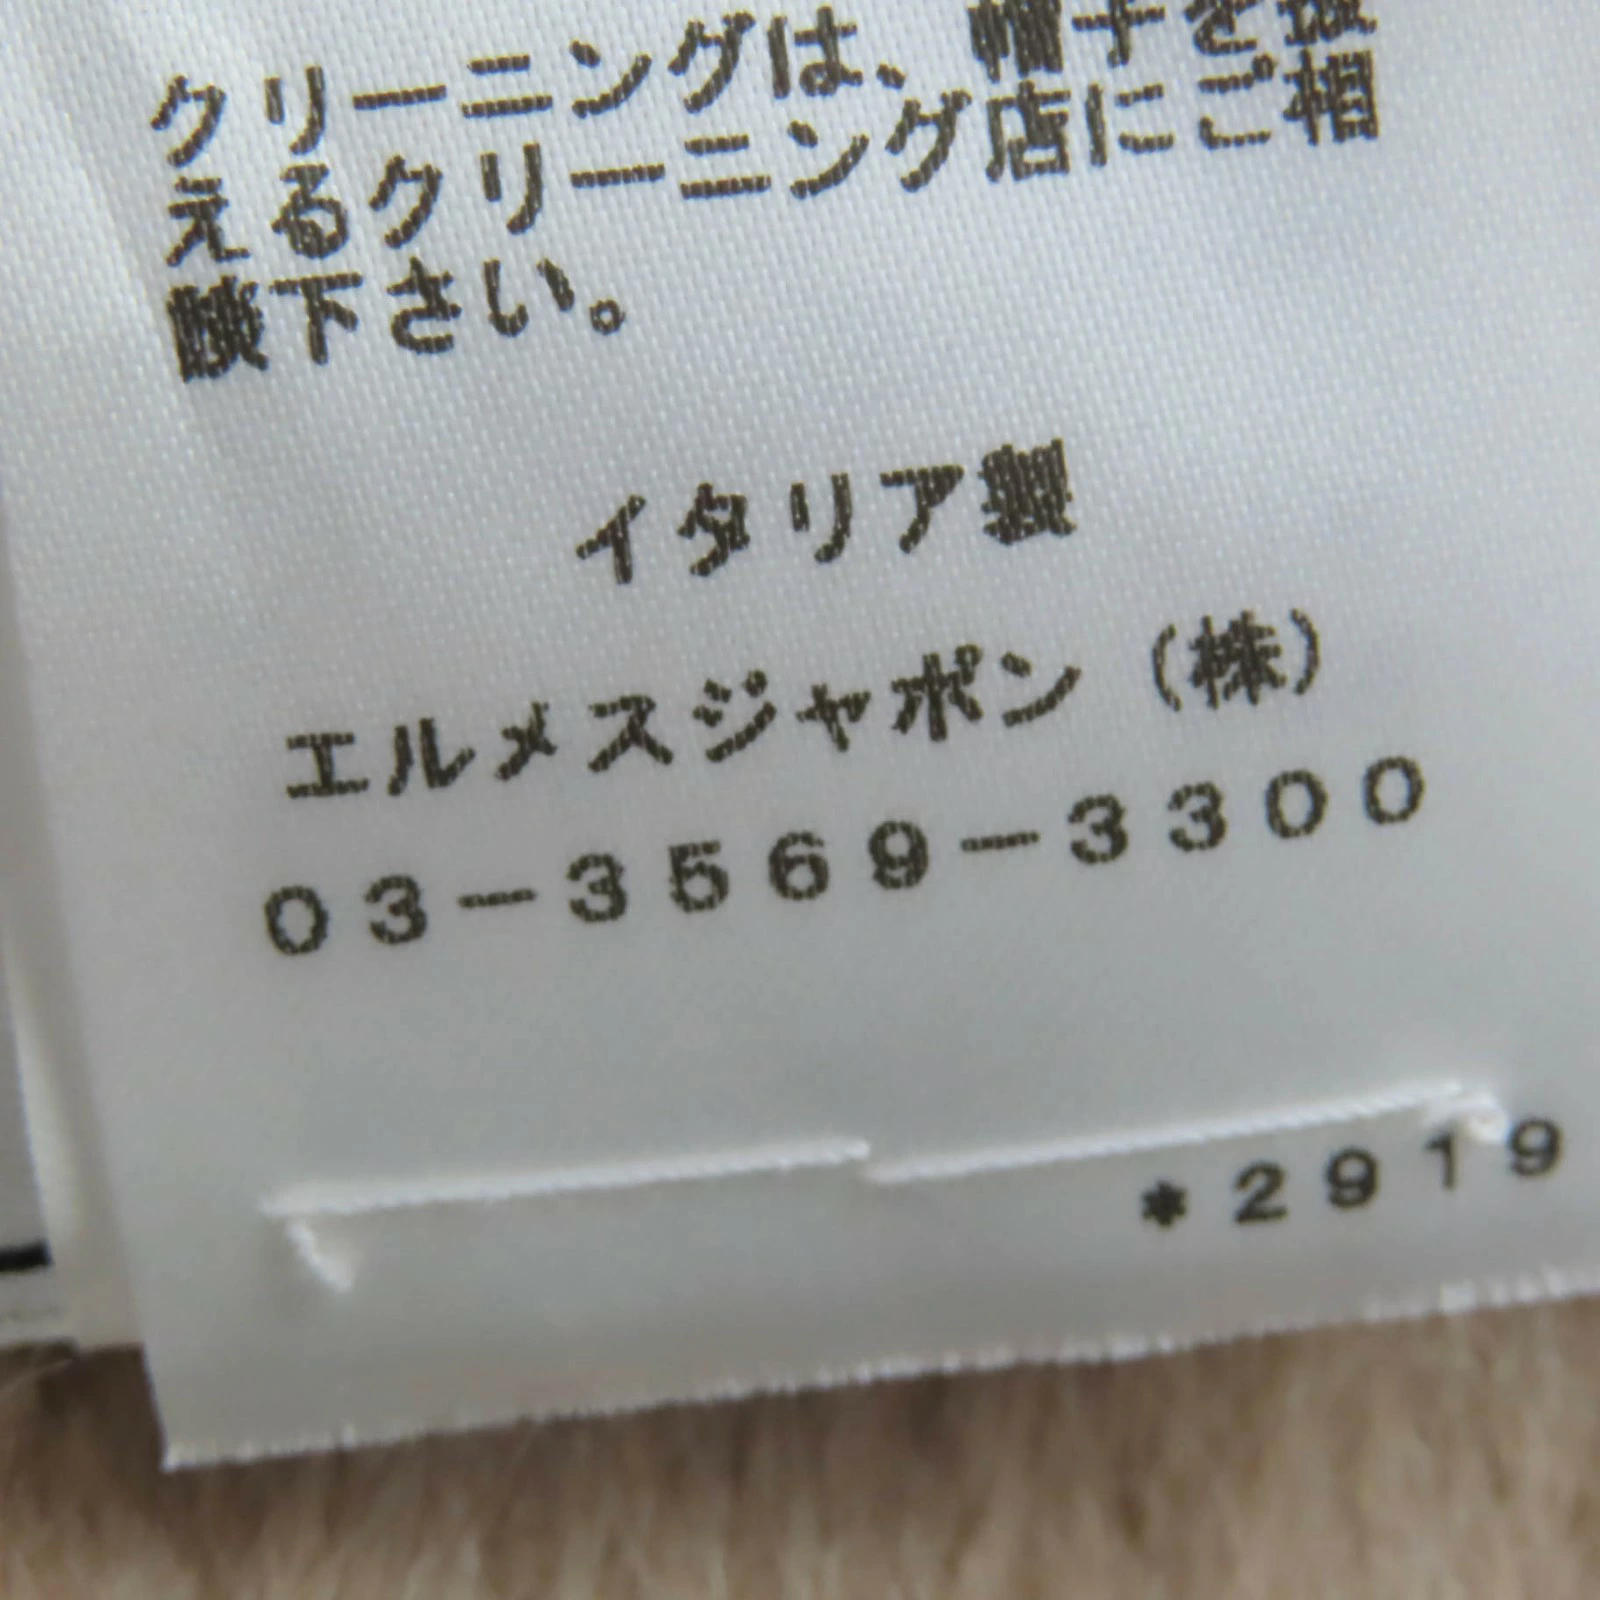 クリーニングは、帽子を扱
えるクリーニング店にご相
談下さい。
イタリア製
エルメスジャポン（株）
03-3569-3300
*2919